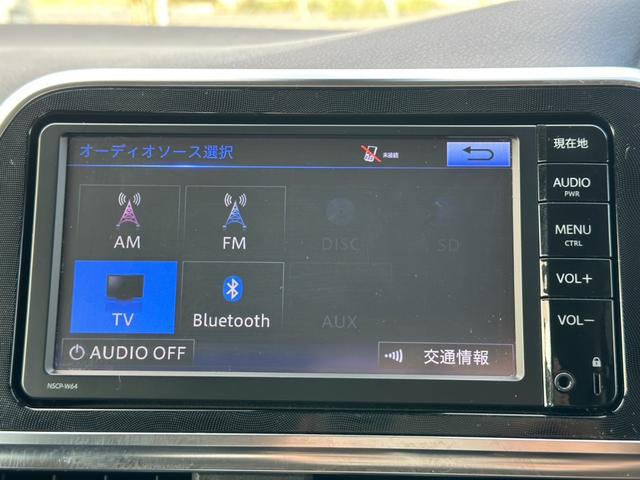 オーディオソース選択
未接続
現在地
AUDIO
PWR
AM
FM
DISC
SD
MENU
CTRL
TV
Bluetooth
AUX
VOL+
VOL−
AUDIO OFF
交通情報
NSCP-W64